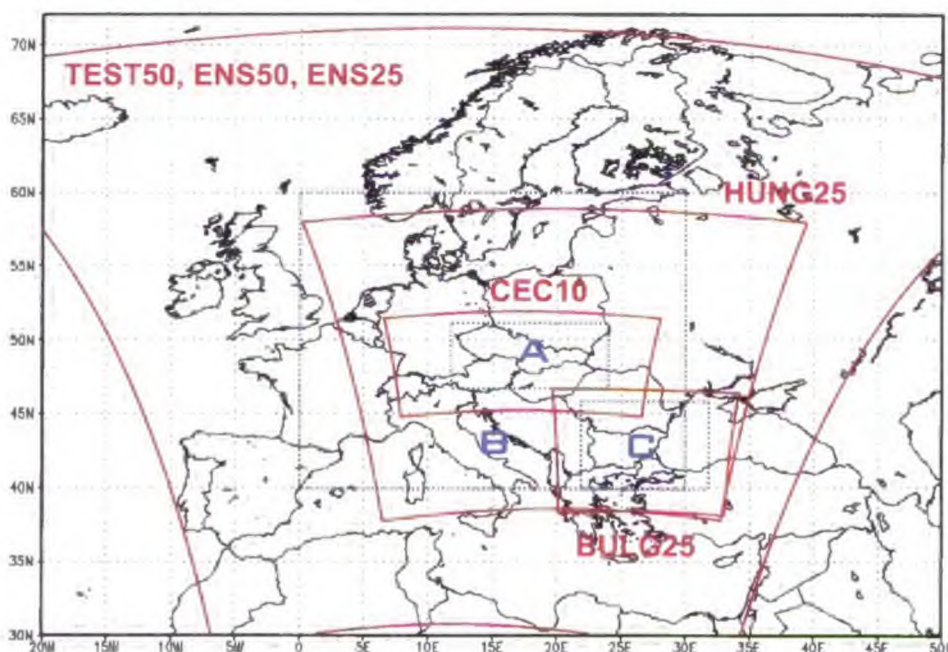 70N
TEST50, ENS50, ENS25
65N
60N
HUNG25
55N
CEC10
50N
A
45N
B
C
40N
BULG25
35N
30N
20W 15W 10W 5W 0 5E 10E 15E 20E 25E 30E 35E 40E 45E 50E